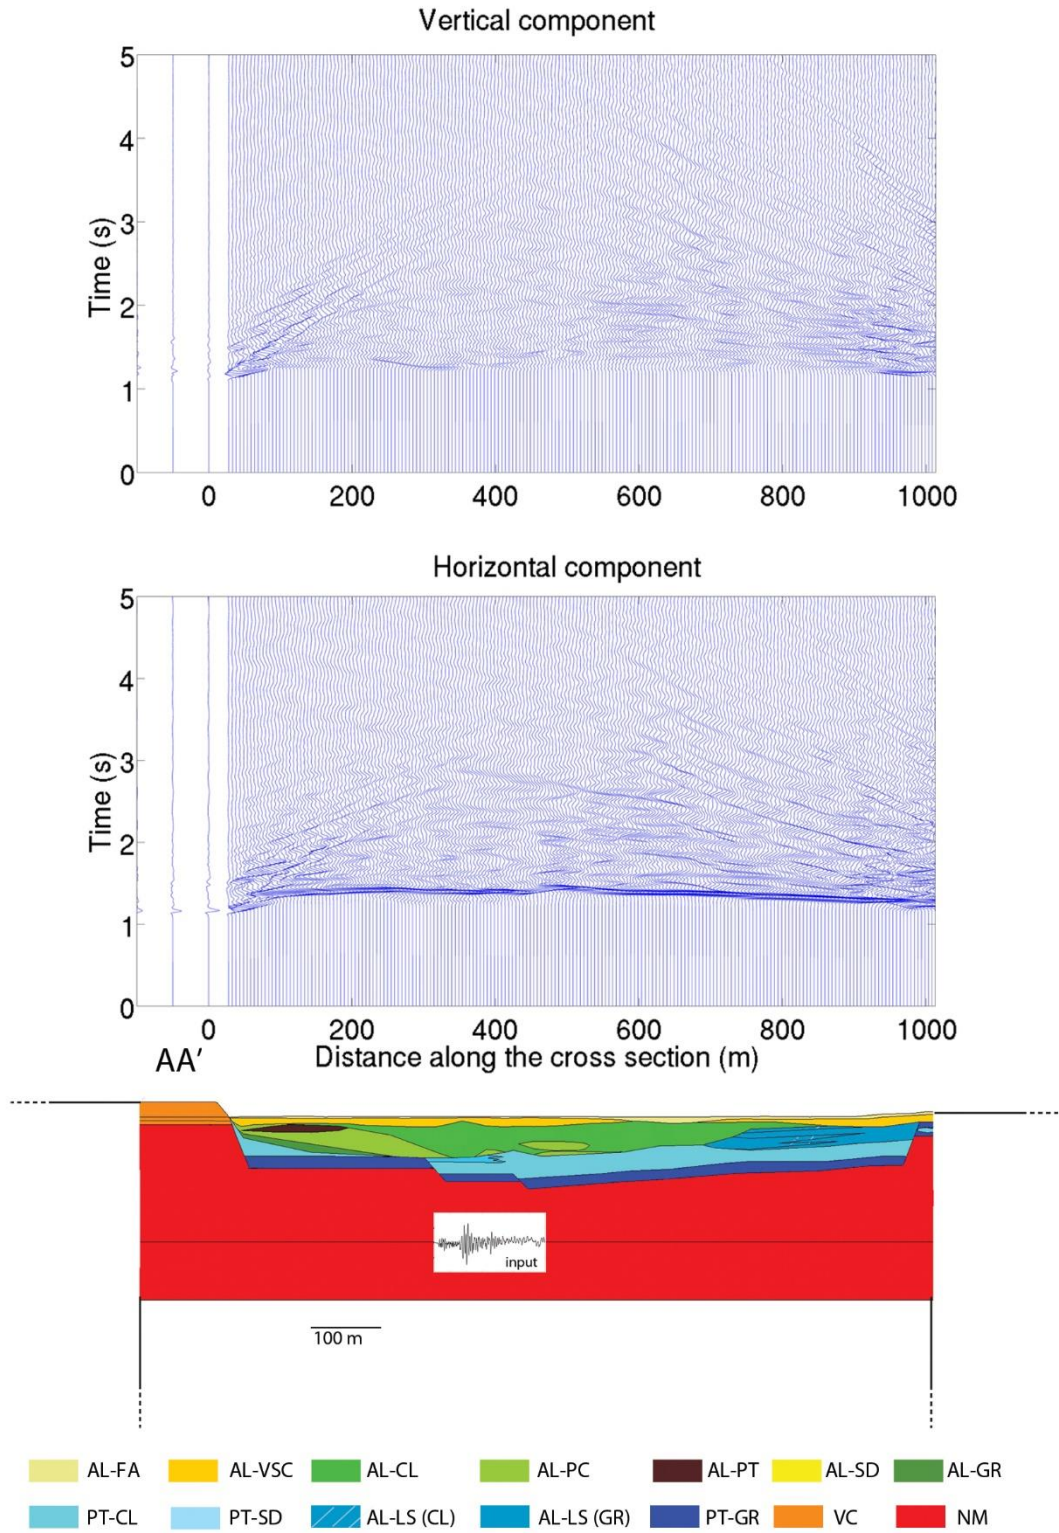 Vertical component
5
4
3
2
1
0
Time (s)
0 200 400 600 800 1000
Horizontal component
5
4
3
2
1
0
Time (s)
0 200 400 600 800 1000
AA′ Distance along the cross section (m)
input
100 m
AL-FA AL-VSC AL-CL AL-PC AL-PT AL-SD AL-GR
PT-CL PT-SD AL-LS (CL) AL-LS (GR) PT-GR VC NM